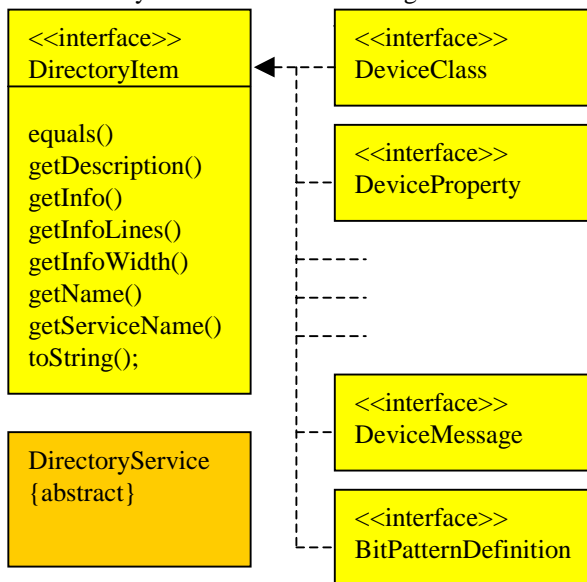 <<interface>>
DirectoryItem
equals()
getDescription()
getInfo()
getInfoLines()
getInfoWidth()
getName()
getServiceName()
toString();
DirectoryService
{abstract}
<<interface>>
DeviceClass
<<interface>>
DeviceProperty
<<interface>>
DeviceMessage
<<interface>>
BitPatternDefinition